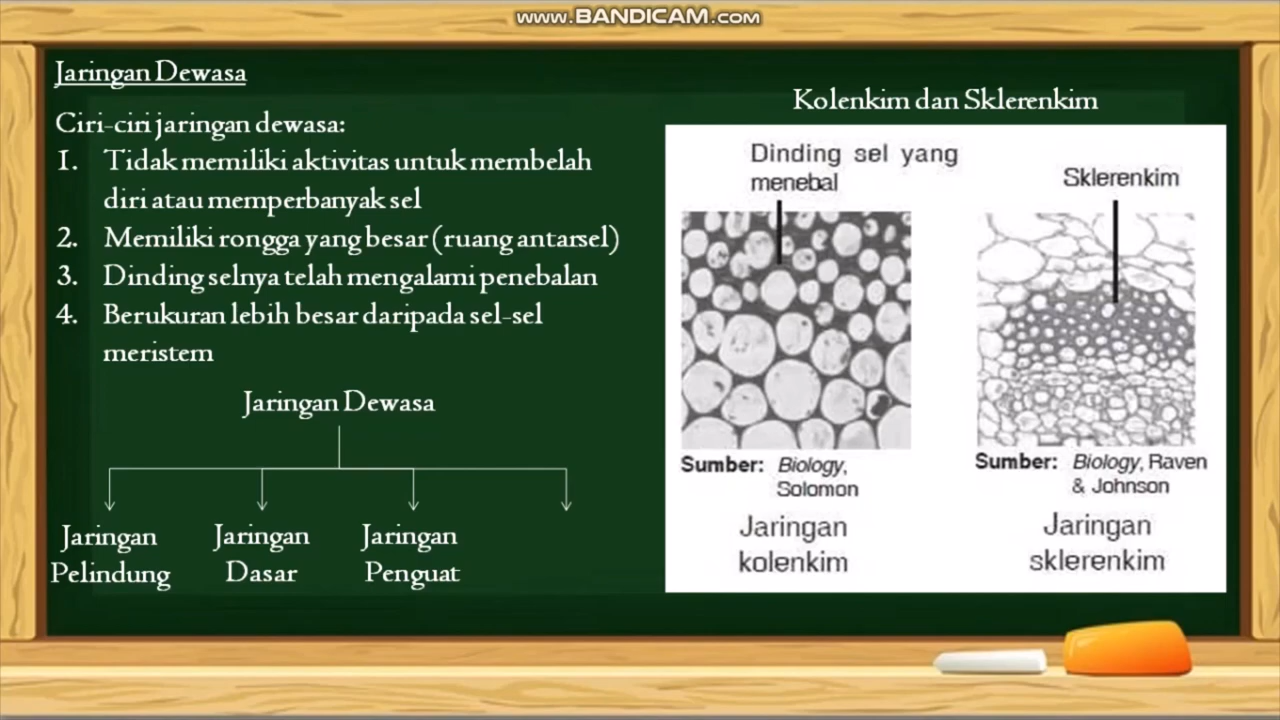 www.BANDICAM.com
Jaringan Dewasa
Ciri-ciri jaringan dewasa:
1. Tidak memiliki aktivitas untuk membelah
diri atau memperbanyak sel
2. Memiliki rongga yang besar (ruang antarsel)
3. Dinding selnya telah mengalami penebalan
4. Berukuran lebih besar daripada sel-sel
meristem
Jaringan Dewasa
Jaringan
Pelindung
Jaringan
Dasar
Jaringan
Penguat
Kolenkim dan Sklerenkim
Dinding sel yang
menebal
Sumber: Biology,
Solomon
Jaringan
kolenkim
Sklerenkim
Sumber: Biology, Raven
& Johnson
Jaringan
sklerenkim